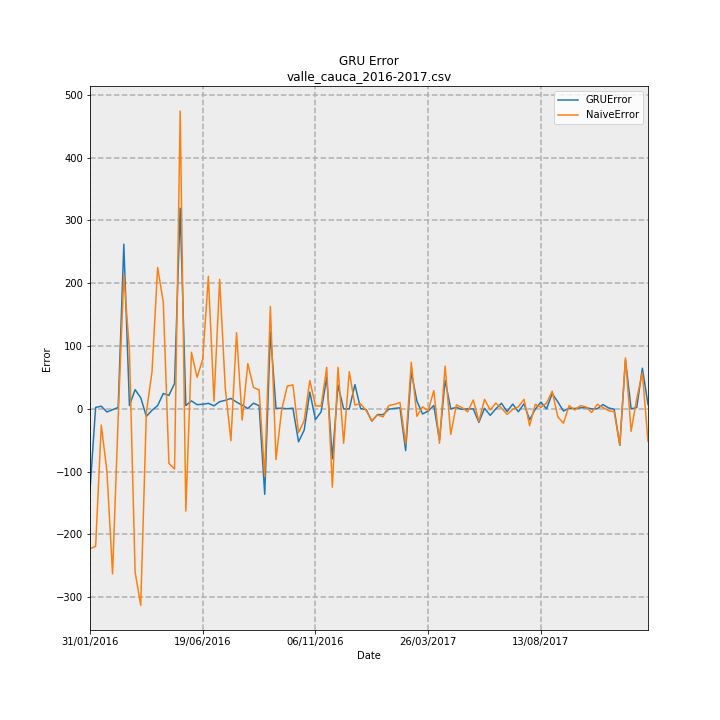 GRU Error
valle_cauca_2016-2017.csv
500
GRUError
NaiveError
400
300
200
100
0
−100
−200
−300
Error
31/01/2016
19/06/2016
06/11/2016
26/03/2017
13/08/2017
Date